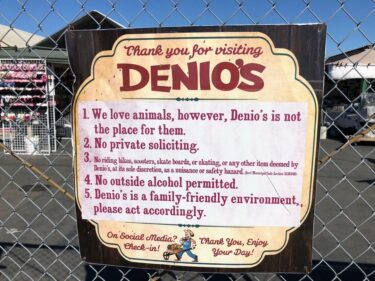 Thank you for visiting
DENIO'S
1. We love animals, however, Denio's is not
the place for them.
2. No private soliciting.
3. No riding bikes, scooters, skate boards, or skating, or any other item deemed by
Denio's, at its sole discretion, as a nuisance or safety hazard.
4. No outside alcohol permitted.
5. Denio's is a family-friendly environment,
please act accordingly.
On Social Media?
Check-in!
Thank You, Enjoy
Your Day!